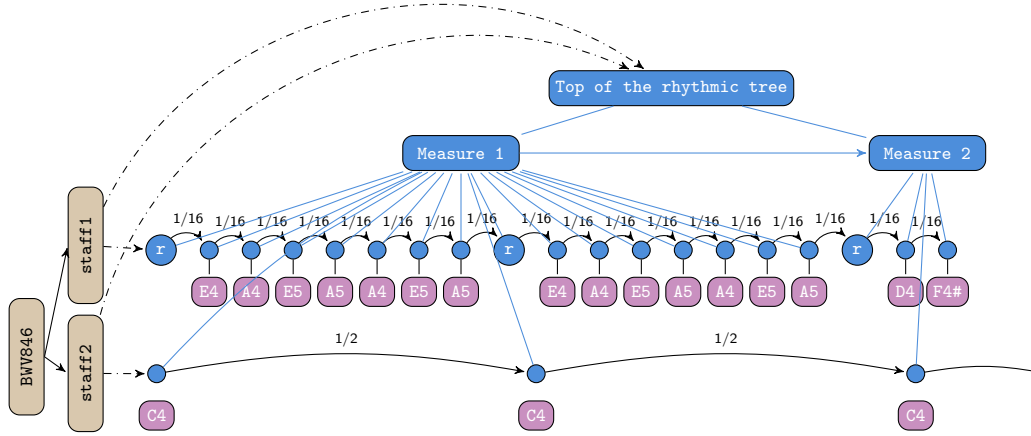 Top of the rhythmic tree
Measure 1 Measure 2
1/16 1/16 1/16 1/16 1/16 1/16 1/16 1/16 1/16 1/16 1/16 1/16 1/16 1/16 1/16 1/16 1/16 1/16
staff1 r r r
E4 A4 E5 A5 A4 E5 A5 E4 A4 E5 A5 A4 E5 A5 D4 F4#
BWV846
staff2 1/2 1/2
C4 C4 C4